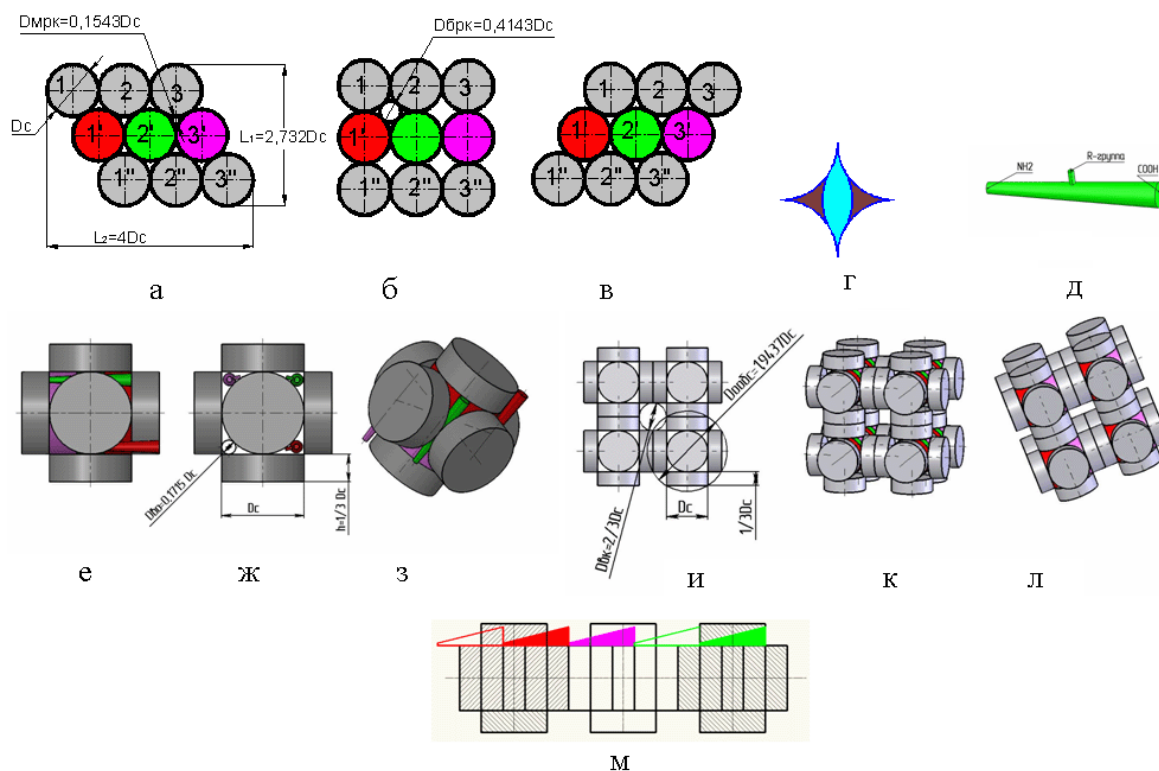 Dмрк=0,1543Dc
Dбрк=0,4143Dc
1 2 3
1' 2' 3'
1" 2" 3"
Dc
L₁=2,732Dc
L₂=4Dc
1 2 3
1' 2' 3'
1" 2" 3"
1 2 3
1' 2' 3'
1" 2" 3"
NH2
R-группа
COOH
а б в г д
Dво=0.1715 Dc
Dc
h=1/3 Dc
Dвк=2/3Dc
Dообс=1,9437Dc
Dc
1/3Dc
е ж з и к л
м